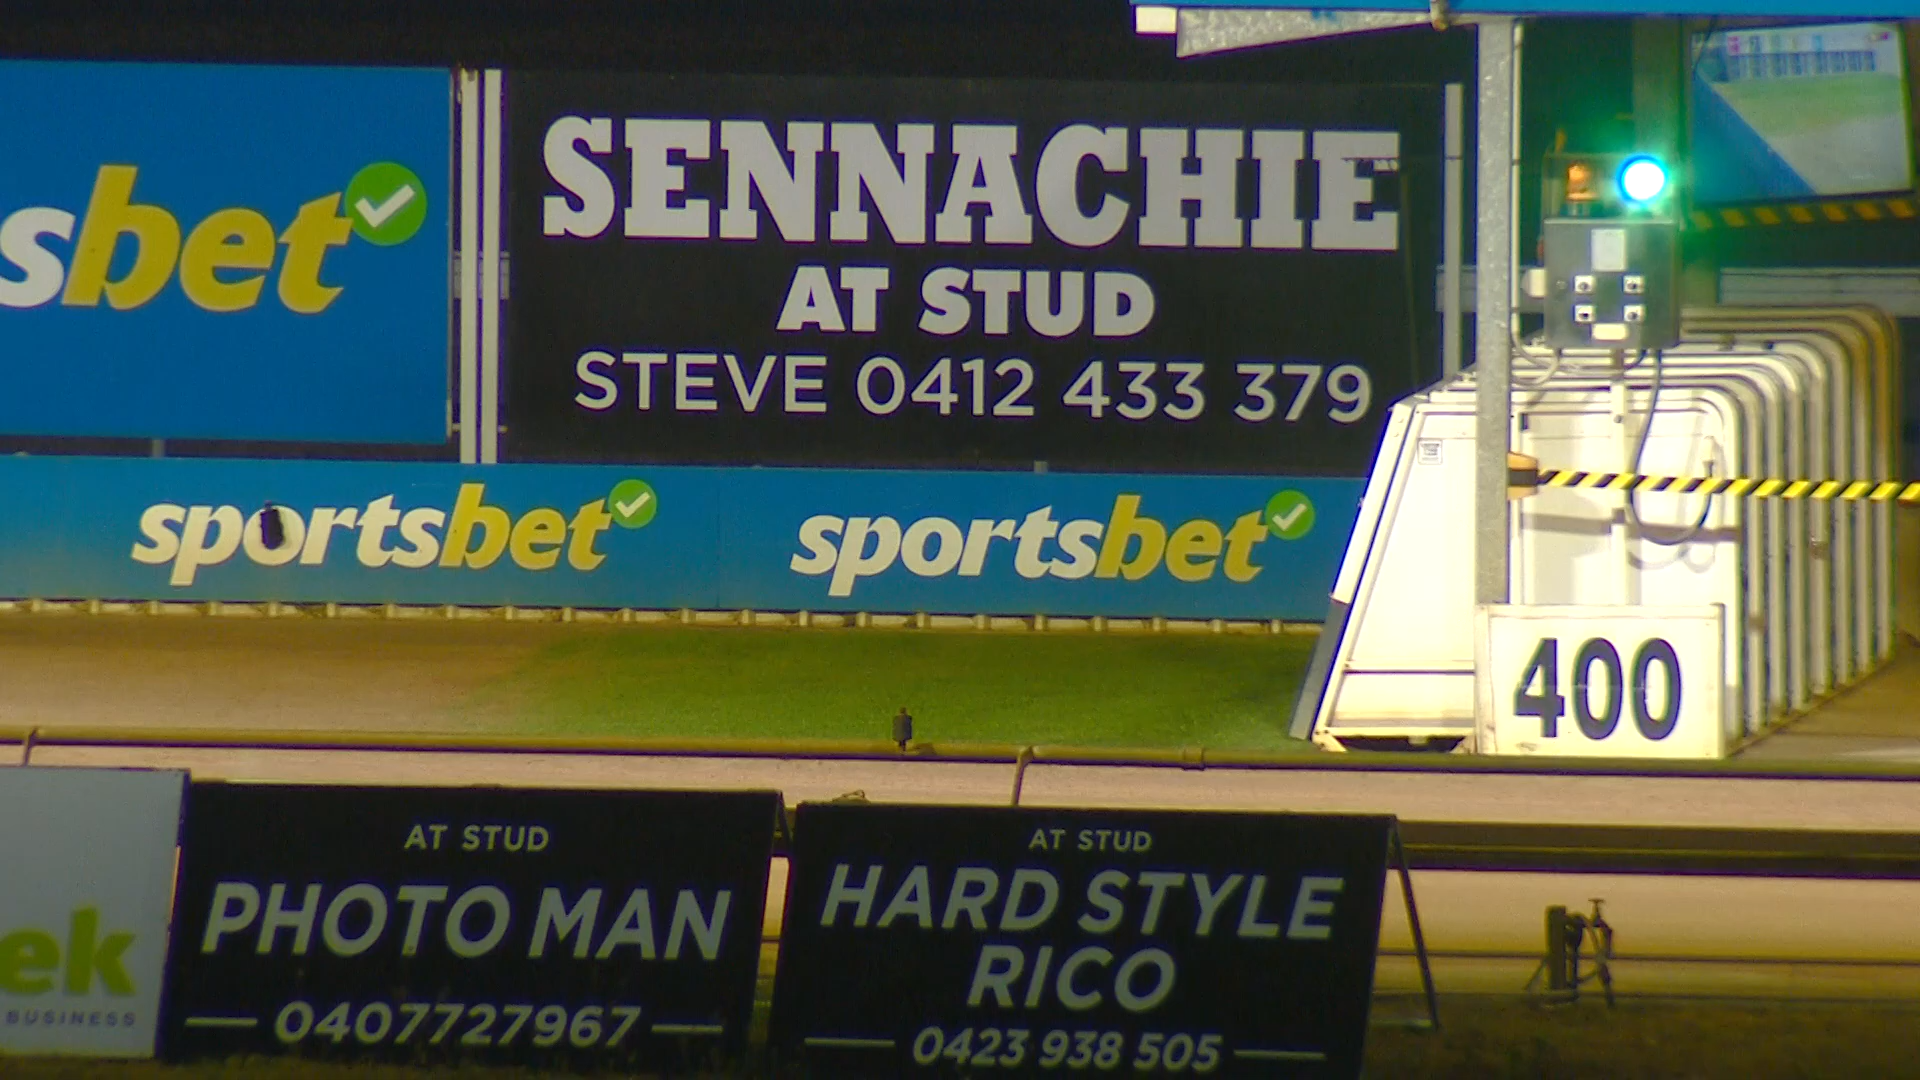 sbet
SENNACHIE
AT STUD
STEVE 0412 433 379
sportsbet
sportsbet
400
ek
BUSINESS
AT STUD
PHOTO MAN
0407727967
AT STUD
HARD STYLE
RICO
0423 938 505